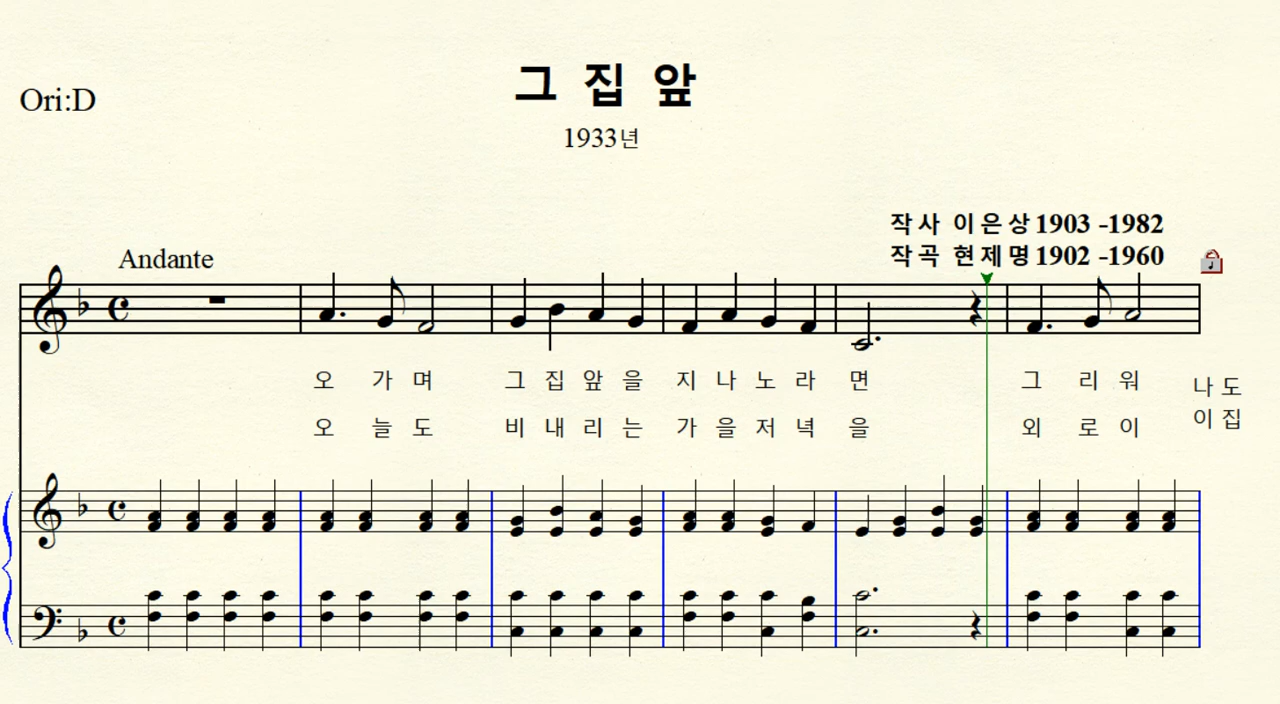 그 집 앞
Ori:D
1933년
작사 이은상 1903 -1982
작곡 현제명 1902 -1960
Andante
오 가 며 그 집 앞 을 지 나 노 라 면 그 리 워 나 도
오 늘 도 비 내 리 는 가 을 저 녁 을 외 로 이 이 집